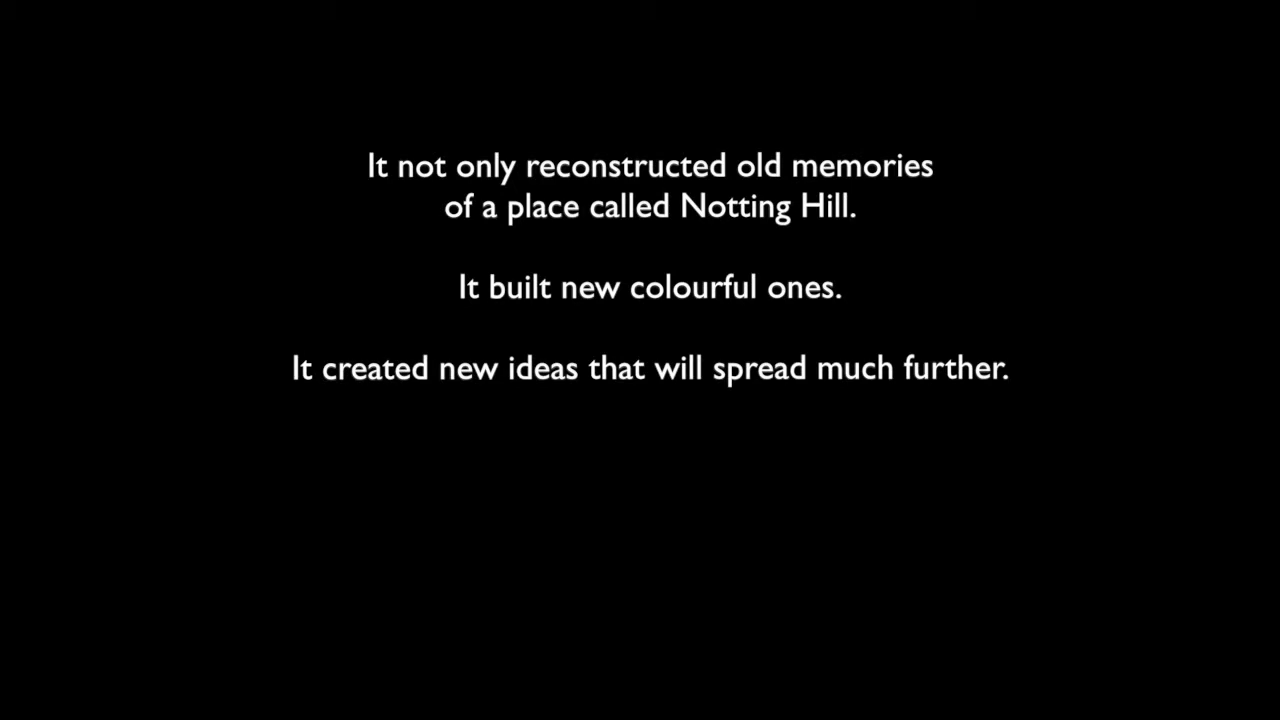 It not only reconstructed old memories
of a place called Notting Hill.
It built new colourful ones.
It created new ideas that will spread much further.